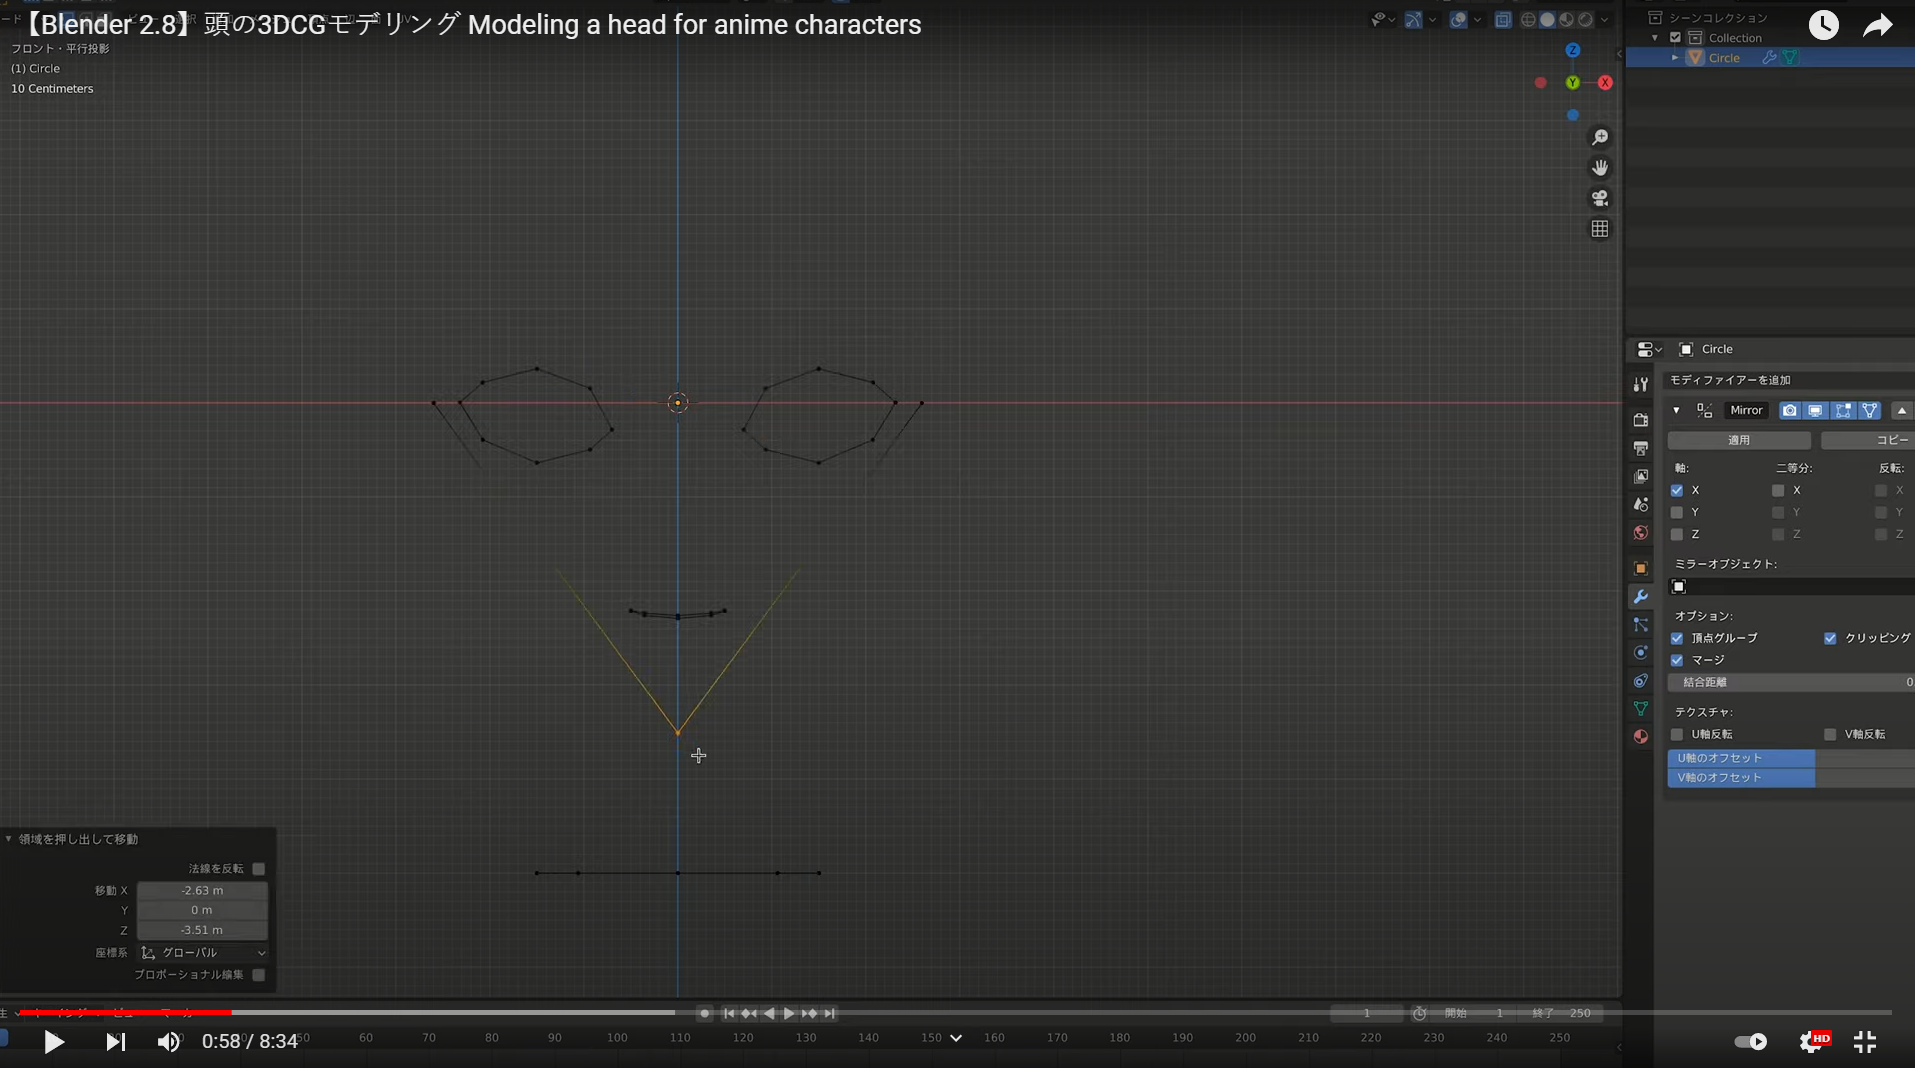 【Blender 2.8】頭の3DCGモデリング Modeling a head for anime characters
フロント・平行投影
(1) Circle
10 Centimeters
Z
Y
X
シーンコレクション
Collection
Circle
Circle
モディファイアーを追加
Mirror
適用
コピー
軸:
二等分:
反転:
X
X
X
Y
Y
Y
Z
Z
Z
ミラーオブジェクト:
オプション:
頂点グループ
クリッピング
マージ
結合距離
0.
テクスチャ:
U軸反転
V軸反転
U軸のオフセット
V軸のオフセット
領域を押し出して移動
法線を反転
移動 X
-2.63 m
Y
0 m
Z
-3.51 m
座標系
グローバル
プロポーショナル編集
1
開始
1
終了
250
60 70 80 90 100 110 120 130 140 150 160 170 180 190 200 210 220 230 240 250
0:58 / 8:34
HD